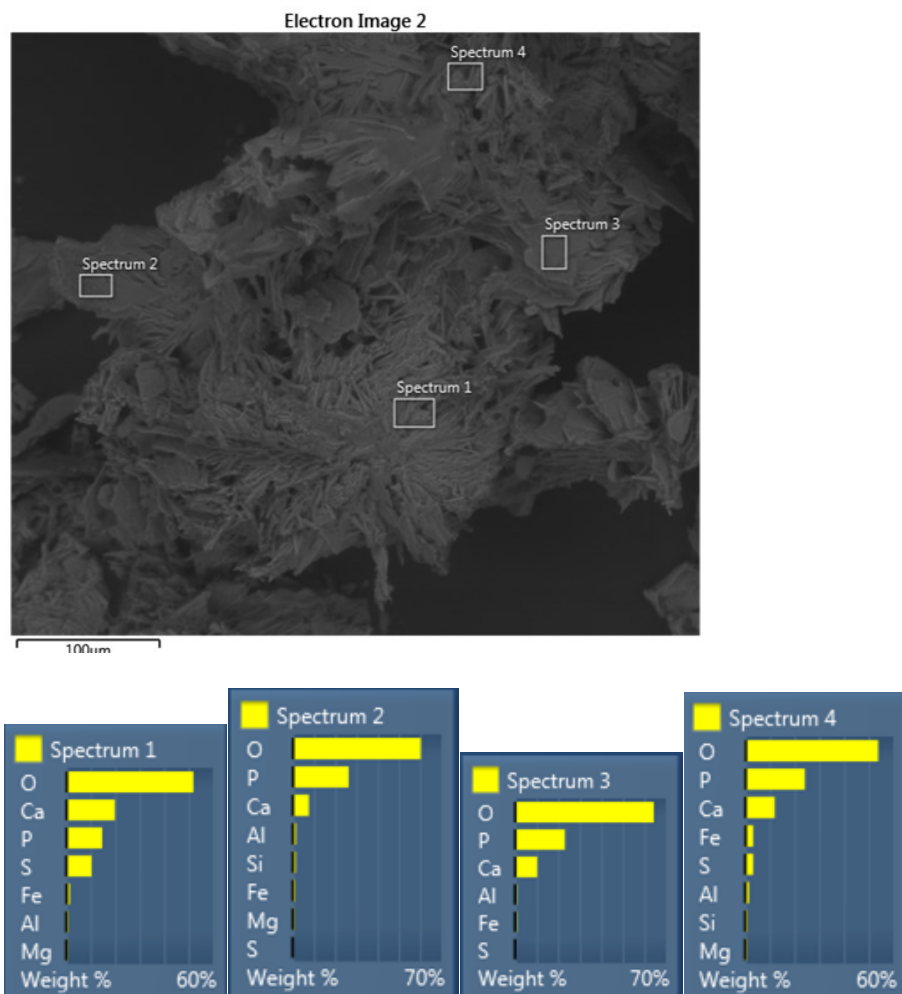 Electron Image 2
Spectrum 4
Spectrum 3
Spectrum 2
Spectrum 1
100µm
Spectrum 1
O
Ca
P
S
Fe
Al
Mg
Weight % 60%
Spectrum 2
O
P
Ca
Al
Si
Fe
Mg
S
Weight % 70%
Spectrum 3
O
P
Ca
Al
Fe
S
Weight % 70%
Spectrum 4
O
P
Ca
Fe
S
Al
Si
Mg
Weight % 60%